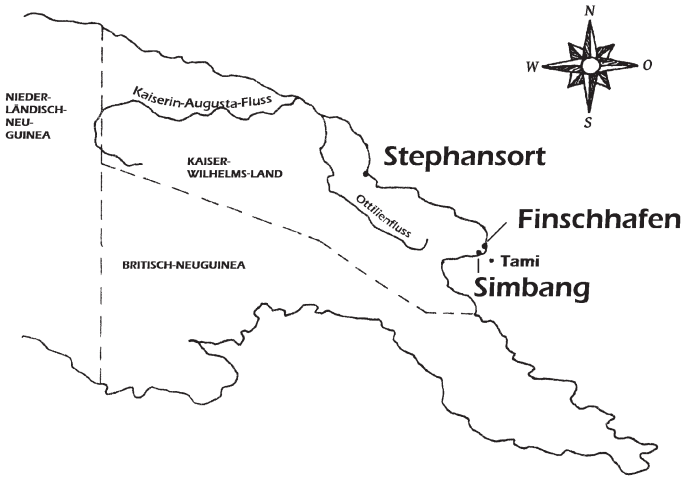 N
W
O
S
NIEDER-
LÄNDISCH-
NEU-
GUINEA
Kaiserin-Augusta-Fluss
KAISER-
WILHELMS-LAND
Stephansort
Ottilienfluss
Finschhafen
Tami
Simbang
BRITISCH-NEUGUINEA